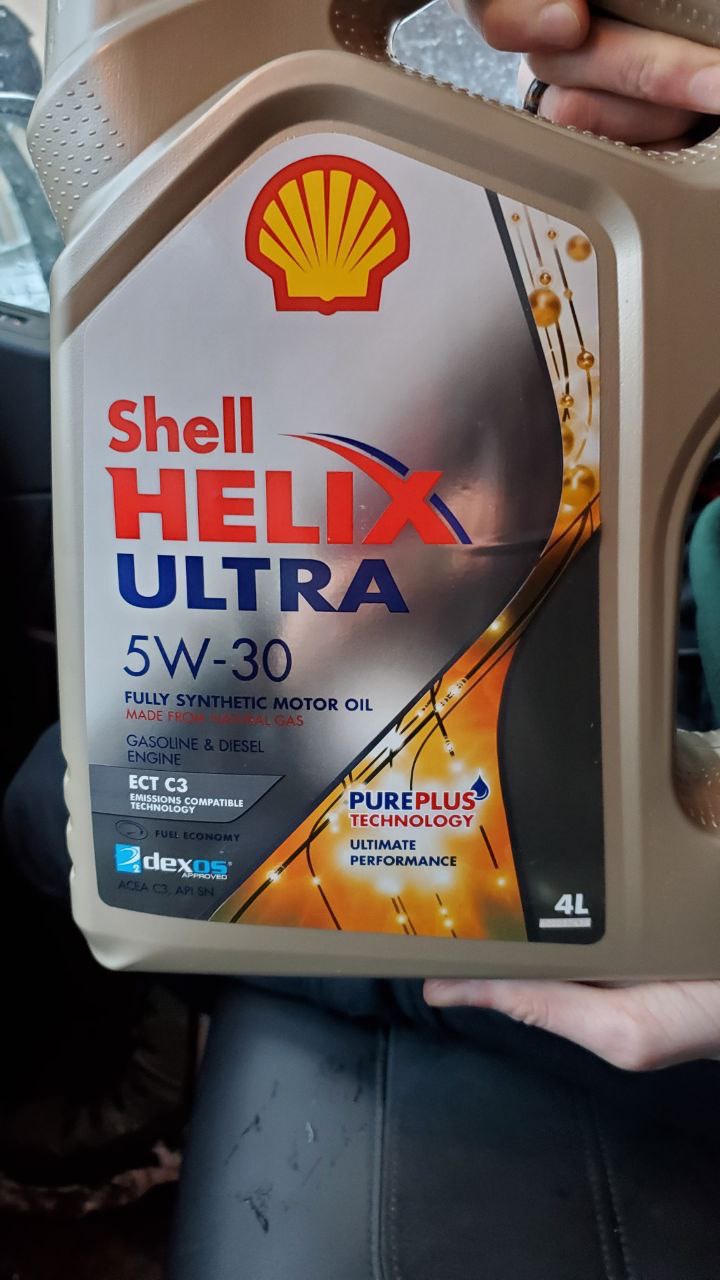 Shell
HELIX
ULTRA
5W-30
FULLY SYNTHETIC MOTOR OIL
MADE FROM NATURAL GAS
GASOLINE & DIESEL
ENGINE
ECT C3
EMISSIONS COMPATIBLE
TECHNOLOGY
FUEL ECONOMY
2 dexos®
APPROVED
ACEA C3, API SN
PUREPLUS
TECHNOLOGY
ULTIMATE
PERFORMANCE
4L